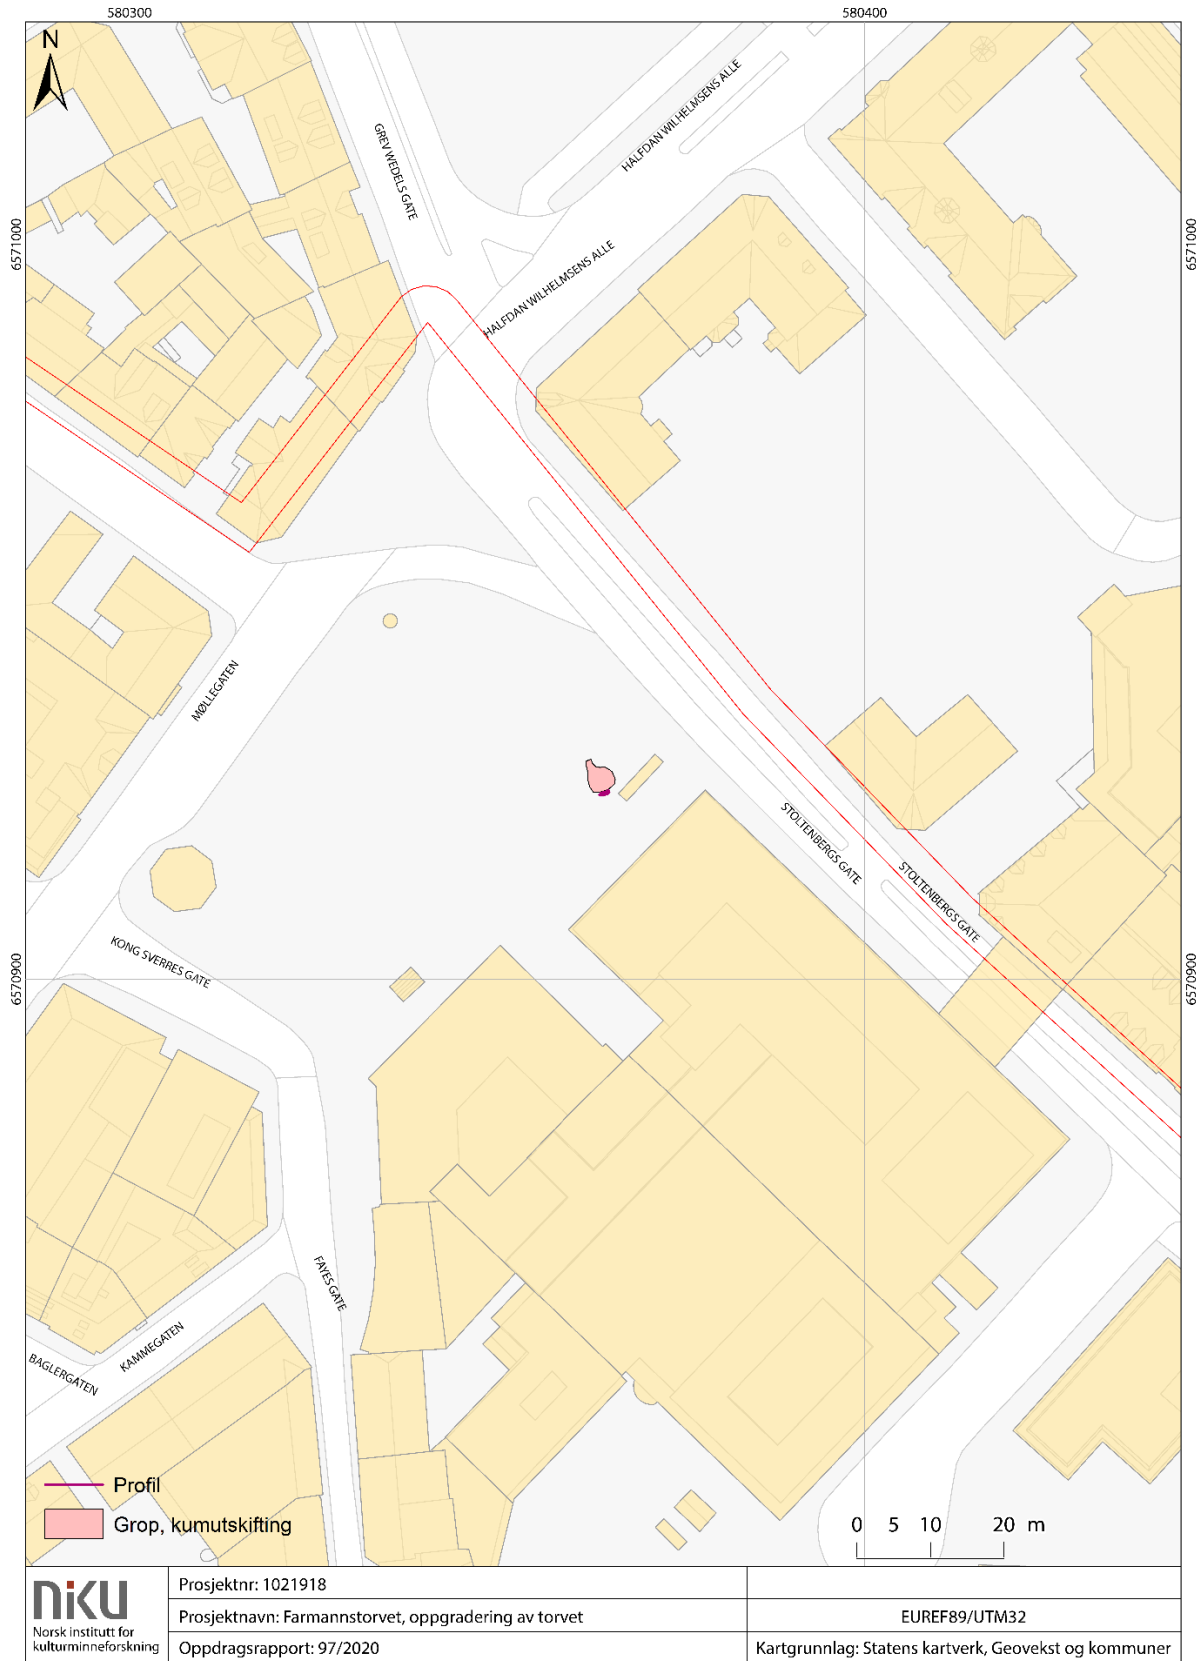 580300
580400
N
HALFDAN WILHELMSENS ALLE
GREV WEDELS GATE
6571000
6571000
HALFDAN WILHELMSENS ALLE
MØLLEGATEN
STOLTENBERGS GATE
STOLTENBERGS GATE
KONG SVERRES GATE
6570900
6570900
FAYES GATE
KAMMEGATEN
BAGLERGATEN
Profil
Grop, kumutskifting
0 5 10 20 m
niku
Norsk institutt for
kulturminneforskning
Prosjektnr: 1021918
Prosjektnavn: Farmannstorvet, oppgradering av torvet
EUREF89/UTM32
Oppdragsrapport: 97/2020
Kartgrunnlag: Statens kartverk, Geovekst og kommuner